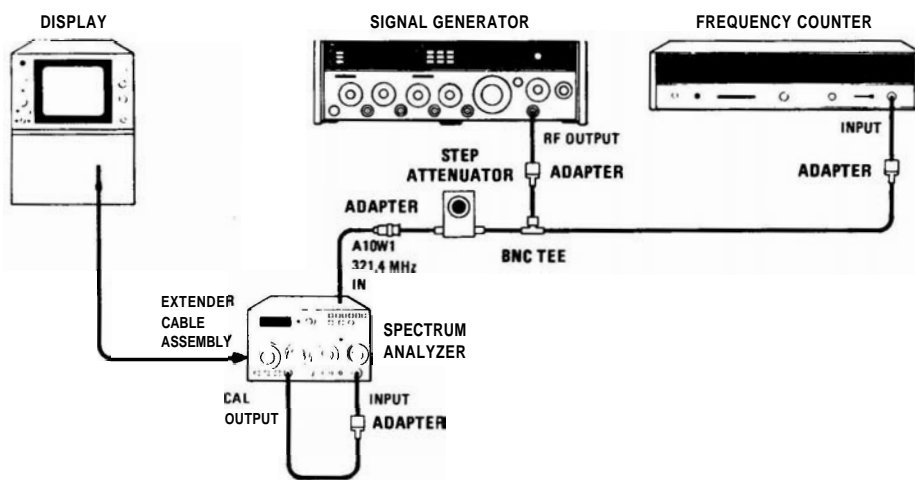 DISPLAY
SIGNAL GENERATOR
FREQUENCY COUNTER
RF OUTPUT
INPUT
STEP
ATTENUATOR
ADAPTER
ADAPTER
ADAPTER
A10W1
321.4 MHz
IN
BNC TEE
EXTENDER
CABLE
ASSEMBLY
SPECTRUM
ANALYZER
CAL
OUTPUT
INPUT
ADAPTER